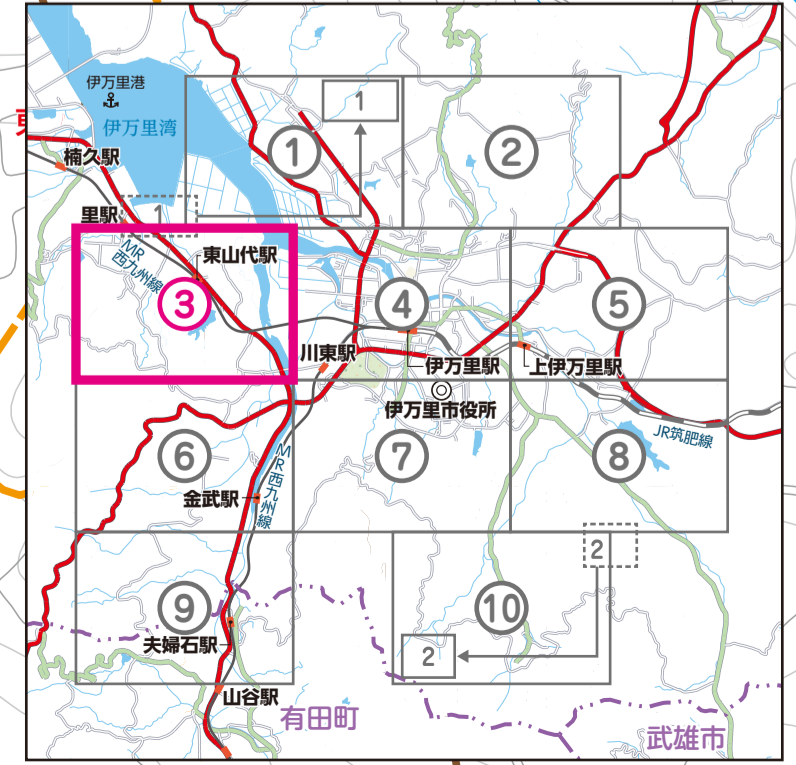 伊万里港
伊万里湾
楠久駅
1
①
②
里駅
1
MR
西九州線
東山代駅
③
④
⑤
川東駅
伊万里駅
上伊万里駅
伊万里市役所
JR筑肥線
⑥
⑦
⑧
MR西九州線
金武駅
2
⑨
⑩
夫婦石駅
2
山谷駅
有田町
武雄市